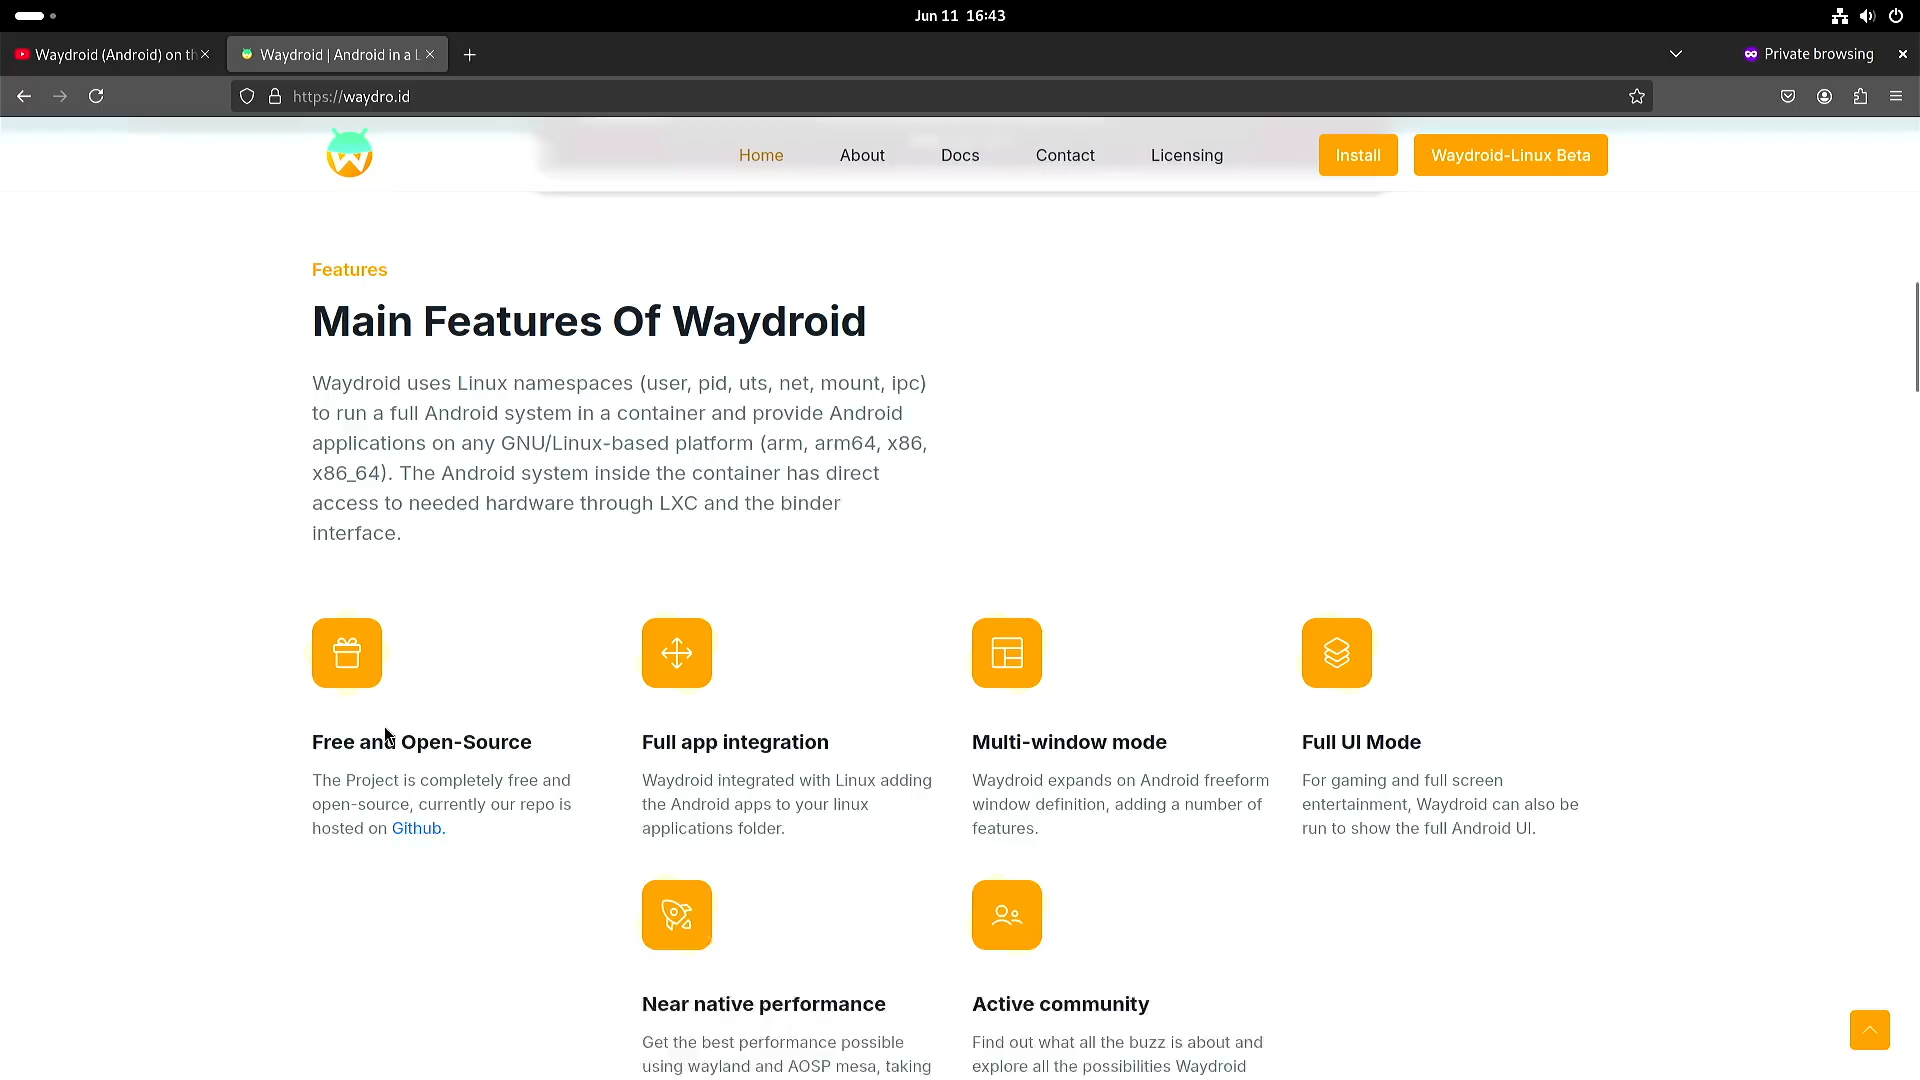 Jun 11 16:43
Waydroid (Android) on th
Waydroid | Android in a L
Private browsing
https://waydro.id
Home
About
Docs
Contact
Licensing
Install
Waydroid-Linux Beta
Features
Main Features Of Waydroid
Waydroid uses Linux namespaces (user, pid, uts, net, mount, ipc)
to run a full Android system in a container and provide Android
applications on any GNU/Linux-based platform (arm, arm64, x86,
x86_64). The Android system inside the container has direct
access to needed hardware through LXC and the binder
interface.
Free and Open-Source
The Project is completely free and
open-source, currently our repo is
hosted on Github.
Full app integration
Waydroid integrated with Linux adding
the Android apps to your linux
applications folder.
Multi-window mode
Waydroid expands on Android freeform
window definition, adding a number of
features.
Full UI Mode
For gaming and full screen
entertainment, Waydroid can also be
run to show the full Android UI.
Near native performance
Get the best performance possible
using wayland and AOSP mesa, taking
Active community
Find out what all the buzz is about and
explore all the possibilities Waydroid